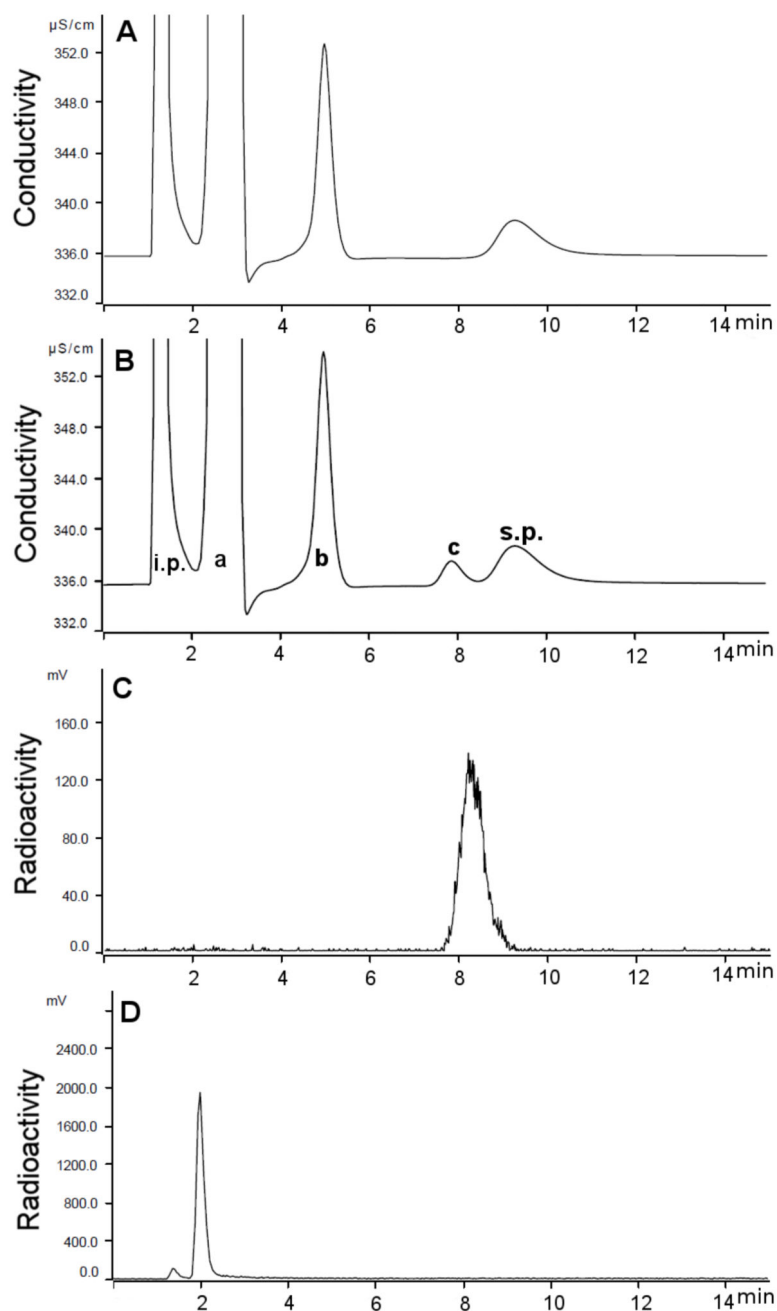 µS/cm
A
Conductivity
352.0
348.0
344.0
340.0
336.0
332.0
2 4 6 8 10 12 14 min
µS/cm
B
Conductivity
352.0
348.0
344.0
340.0
336.0
332.0
i.p. a b c s.p.
2 4 6 8 10 12 14 min
mV
C
Radioactivity
160.0
120.0
80.0
40.0
0.0
2 4 6 8 10 12 14 min
mV
D
Radioactivity
2400.0
2000.0
1600.0
1200.0
800.0
400.0
0.0
2 4 6 8 10 12 14 min